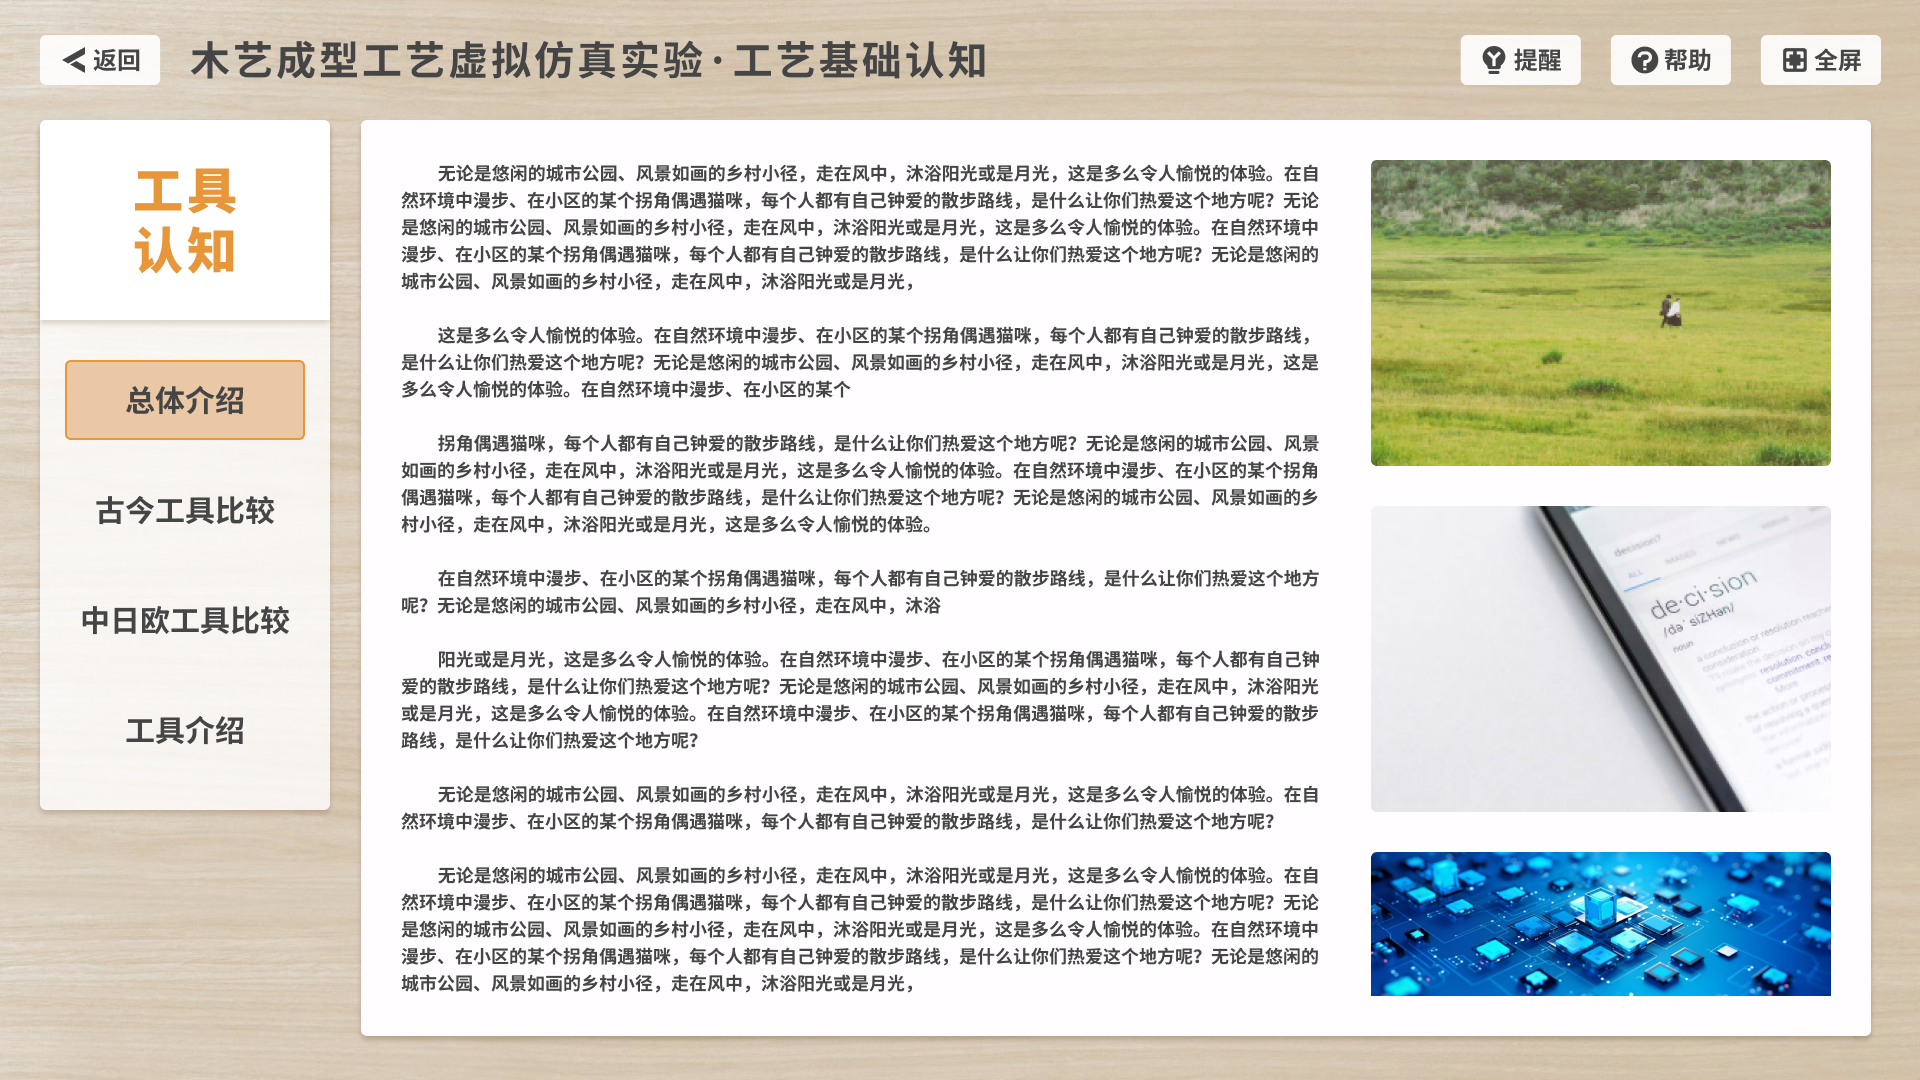 返回
木艺成型工艺虚拟仿真实验·工艺基础认知
提醒
帮助
全屏
工具
认知
总体介绍
古今工具比较
中日欧工具比较
工具介绍
无论是悠闲的城市公园、风景如画的乡村小径，走在风中，沐浴阳光或是月光，这是多么令人愉悦的体验。在自
然环境中漫步、在小区的某个拐角偶遇猫咪，每个人都有自己钟爱的散步路线，是什么让你们热爱这个地方呢？无论
是悠闲的城市公园、风景如画的乡村小径，走在风中，沐浴阳光或是月光，这是多么令人愉悦的体验。在自然环境中
漫步、在小区的某个拐角偶遇猫咪，每个人都有自己钟爱的散步路线，是什么让你们热爱这个地方呢？无论是悠闲的
城市公园、风景如画的乡村小径，走在风中，沐浴阳光或是月光，
这是多么令人愉悦的体验。在自然环境中漫步、在小区的某个拐角偶遇猫咪，每个人都有自己钟爱的散步路线，
是什么让你们热爱这个地方呢？无论是悠闲的城市公园、风景如画的乡村小径，走在风中，沐浴阳光或是月光，这是
多么令人愉悦的体验。在自然环境中漫步、在小区的某个
拐角偶遇猫咪，每个人都有自己钟爱的散步路线，是什么让你们热爱这个地方呢？无论是悠闲的城市公园、风景
如画的乡村小径，走在风中，沐浴阳光或是月光，这是多么令人愉悦的体验。在自然环境中漫步、在小区的某个拐角
偶遇猫咪，每个人都有自己钟爱的散步路线，是什么让你们热爱这个地方呢？无论是悠闲的城市公园、风景如画的乡
村小径，走在风中，沐浴阳光或是月光，这是多么令人愉悦的体验。
在自然环境中漫步、在小区的某个拐角偶遇猫咪，每个人都有自己钟爱的散步路线，是什么让你们热爱这个地方
呢？无论是悠闲的城市公园、风景如画的乡村小径，走在风中，沐浴
阳光或是月光，这是多么令人愉悦的体验。在自然环境中漫步、在小区的某个拐角偶遇猫咪，每个人都有自己钟
爱的散步路线，是什么让你们热爱这个地方呢？无论是悠闲的城市公园、风景如画的乡村小径，走在风中，沐浴阳光
或是月光，这是多么令人愉悦的体验。在自然环境中漫步、在小区的某个拐角偶遇猫咪，每个人都有自己钟爱的散步
路线，是什么让你们热爱这个地方呢？
无论是悠闲的城市公园、风景如画的乡村小径，走在风中，沐浴阳光或是月光，这是多么令人愉悦的体验。在自
然环境中漫步、在小区的某个拐角偶遇猫咪，每个人都有自己钟爱的散步路线，是什么让你们热爱这个地方呢？
无论是悠闲的城市公园、风景如画的乡村小径，走在风中，沐浴阳光或是月光，这是多么令人愉悦的体验。在自
然环境中漫步、在小区的某个拐角偶遇猫咪，每个人都有自己钟爱的散步路线，是什么让你们热爱这个地方呢？无论
是悠闲的城市公园、风景如画的乡村小径，走在风中，沐浴阳光或是月光，这是多么令人愉悦的体验。在自然环境中
漫步、在小区的某个拐角偶遇猫咪，每个人都有自己钟爱的散步路线，是什么让你们热爱这个地方呢？无论是悠闲的
城市公园、风景如画的乡村小径，走在风中，沐浴阳光或是月光，
decision?
ALL
IMAGES
NEWS
de·ci·sion
noun
a conclusion or resolution reached
consideration.
resolution,
commitment,
More